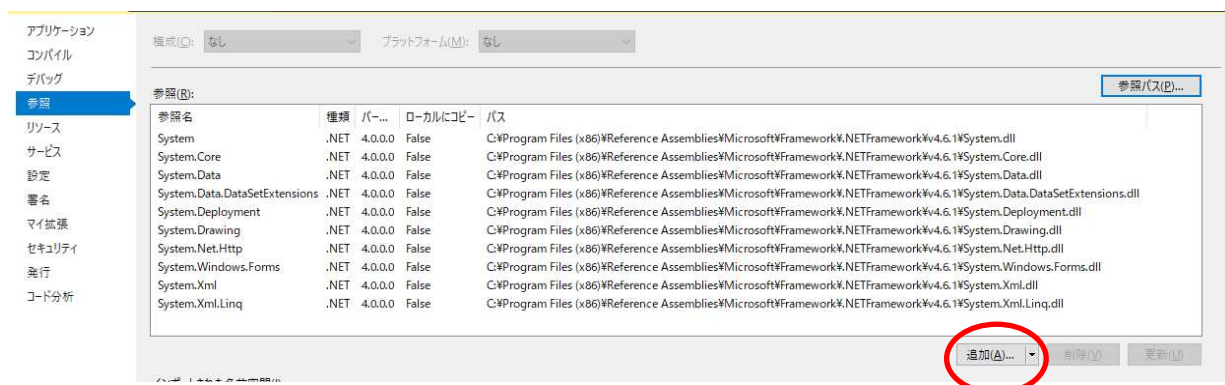 アプリケーション
コンパイル
デバッグ
参照
リソース
サービス
設定
署名
マイ拡張
セキュリティ
発行
コード分析
構成(C): なし プラットフォーム(M): なし
参照パス(P)...
参照(R):
参照名 種類 バー... ローカルにコピー パス
System .NET 4.0.0.0 False C:¥Program Files (x86)¥Reference Assemblies¥Microsoft¥Framework¥.NETFramework¥v4.6.1¥System.dll
System.Core .NET 4.0.0.0 False C:¥Program Files (x86)¥Reference Assemblies¥Microsoft¥Framework¥.NETFramework¥v4.6.1¥System.Core.dll
System.Data .NET 4.0.0.0 False C:¥Program Files (x86)¥Reference Assemblies¥Microsoft¥Framework¥.NETFramework¥v4.6.1¥System.Data.dll
System.Data.DataSetExtensions .NET 4.0.0.0 False C:¥Program Files (x86)¥Reference Assemblies¥Microsoft¥Framework¥.NETFramework¥v4.6.1¥System.Data.DataSetExtensions.dll
System.Deployment .NET 4.0.0.0 False C:¥Program Files (x86)¥Reference Assemblies¥Microsoft¥Framework¥.NETFramework¥v4.6.1¥System.Deployment.dll
System.Drawing .NET 4.0.0.0 False C:¥Program Files (x86)¥Reference Assemblies¥Microsoft¥Framework¥.NETFramework¥v4.6.1¥System.Drawing.dll
System.Net.Http .NET 4.0.0.0 False C:¥Program Files (x86)¥Reference Assemblies¥Microsoft¥Framework¥.NETFramework¥v4.6.1¥System.Net.Http.dll
System.Windows.Forms .NET 4.0.0.0 False C:¥Program Files (x86)¥Reference Assemblies¥Microsoft¥Framework¥.NETFramework¥v4.6.1¥System.Windows.Forms.dll
System.Xml .NET 4.0.0.0 False C:¥Program Files (x86)¥Reference Assemblies¥Microsoft¥Framework¥.NETFramework¥v4.6.1¥System.Xml.dll
System.Xml.Linq .NET 4.0.0.0 False C:¥Program Files (x86)¥Reference Assemblies¥Microsoft¥Framework¥.NETFramework¥v4.6.1¥System.Xml.Linq.dll
追加(A)... 削除(V) 更新(U)